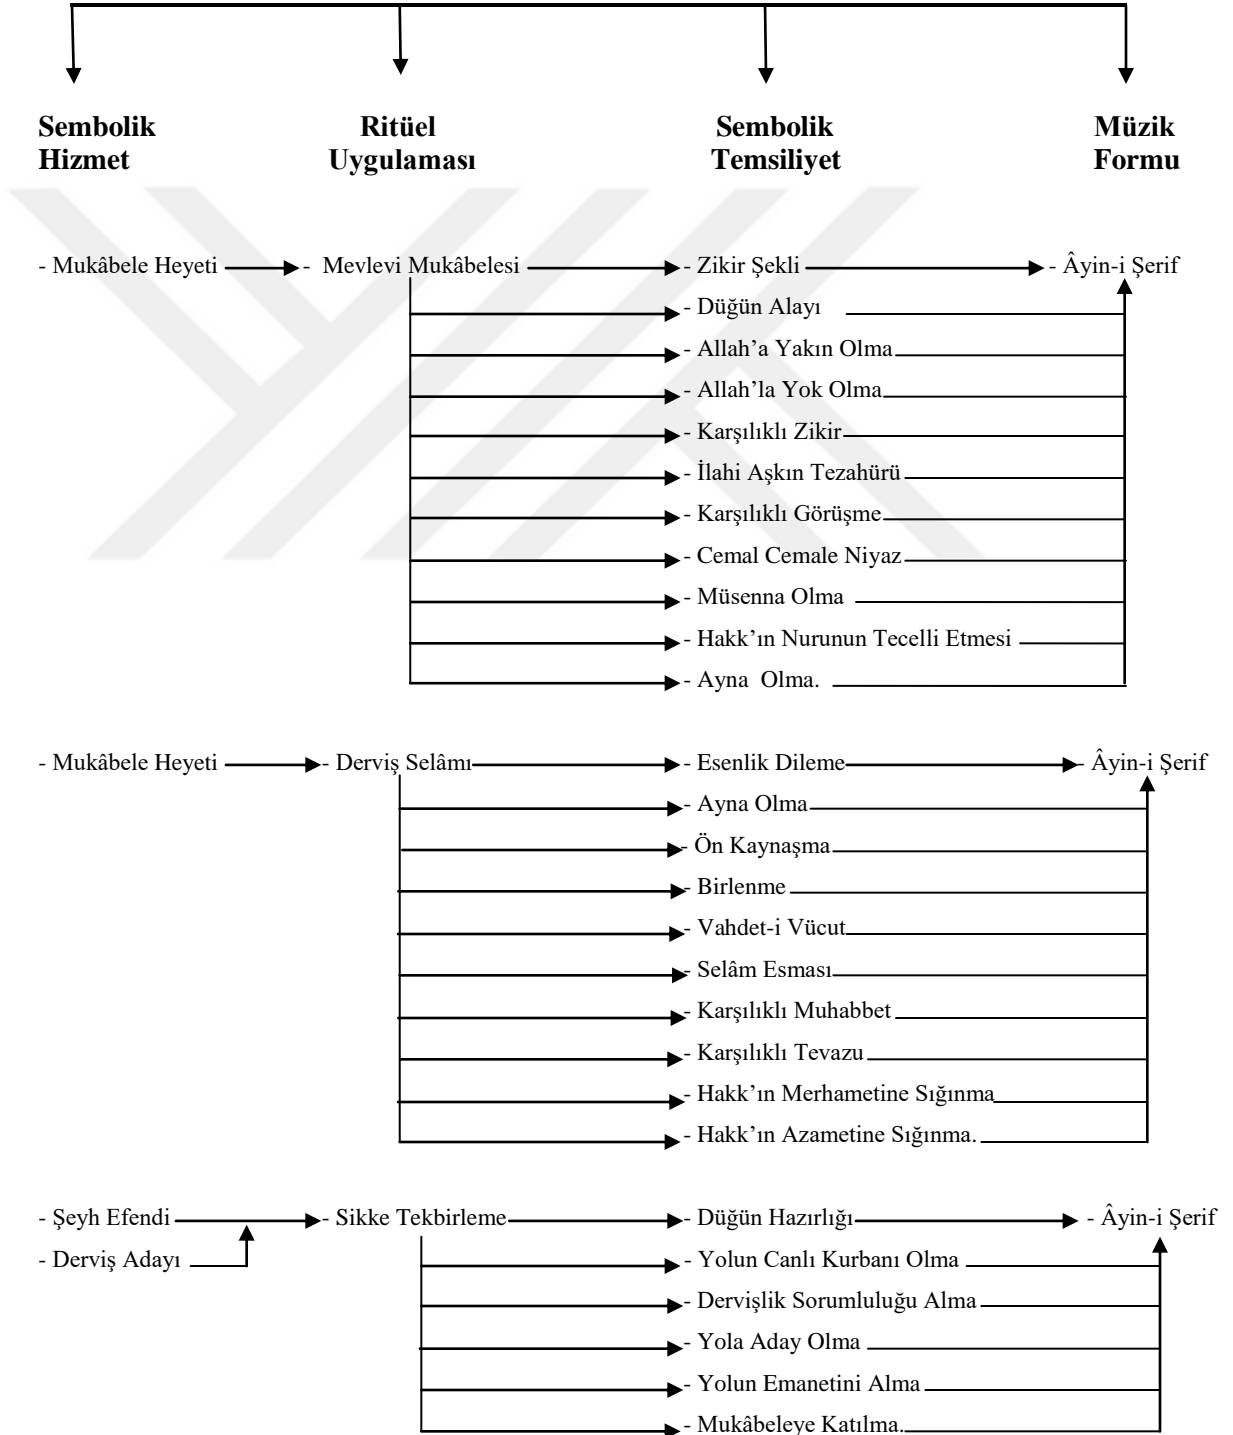 Sembolik Hizmet
Ritüel Uygulaması
Sembolik Temsiliyet
Müzik Formu
- Mukâbele Heyeti - Mevlevi Mukâbelesi - Zikir Şekli - Âyin-i Şerif
- Düğün Alayı
- Allah’a Yakın Olma
- Allah’la Yok Olma
- Karşılıklı Zikir
- İlahi Aşkın Tezahürü
- Karşılıklı Görüşme
- Cemal Cemale Niyaz
- Müsenna Olma
- Hakk’ın Nurunun Tecelli Etmesi
- Ayna Olma.
- Mukâbele Heyeti - Derviş Selâmı - Esenlik Dileme - Âyin-i Şerif
- Ayna Olma
- Ön Kaynaşma
- Birlenme
- Vahdet-i Vücut
- Selâm Esması
- Karşılıklı Muhabbet
- Karşılıklı Tevazu
- Hakk’ın Merhametine Sığınma
- Hakk’ın Azametine Sığınma.
- Şeyh Efendi - Sikke Tekbirleme - Düğün Hazırlığı - Âyin-i Şerif
- Derviş Adayı - Yolun Canlı Kurbanı Olma
- Dervişlik Sorumluluğu Alma
- Yola Aday Olma
- Yolun Emanetini Alma
- Mukâbeleye Katılma.